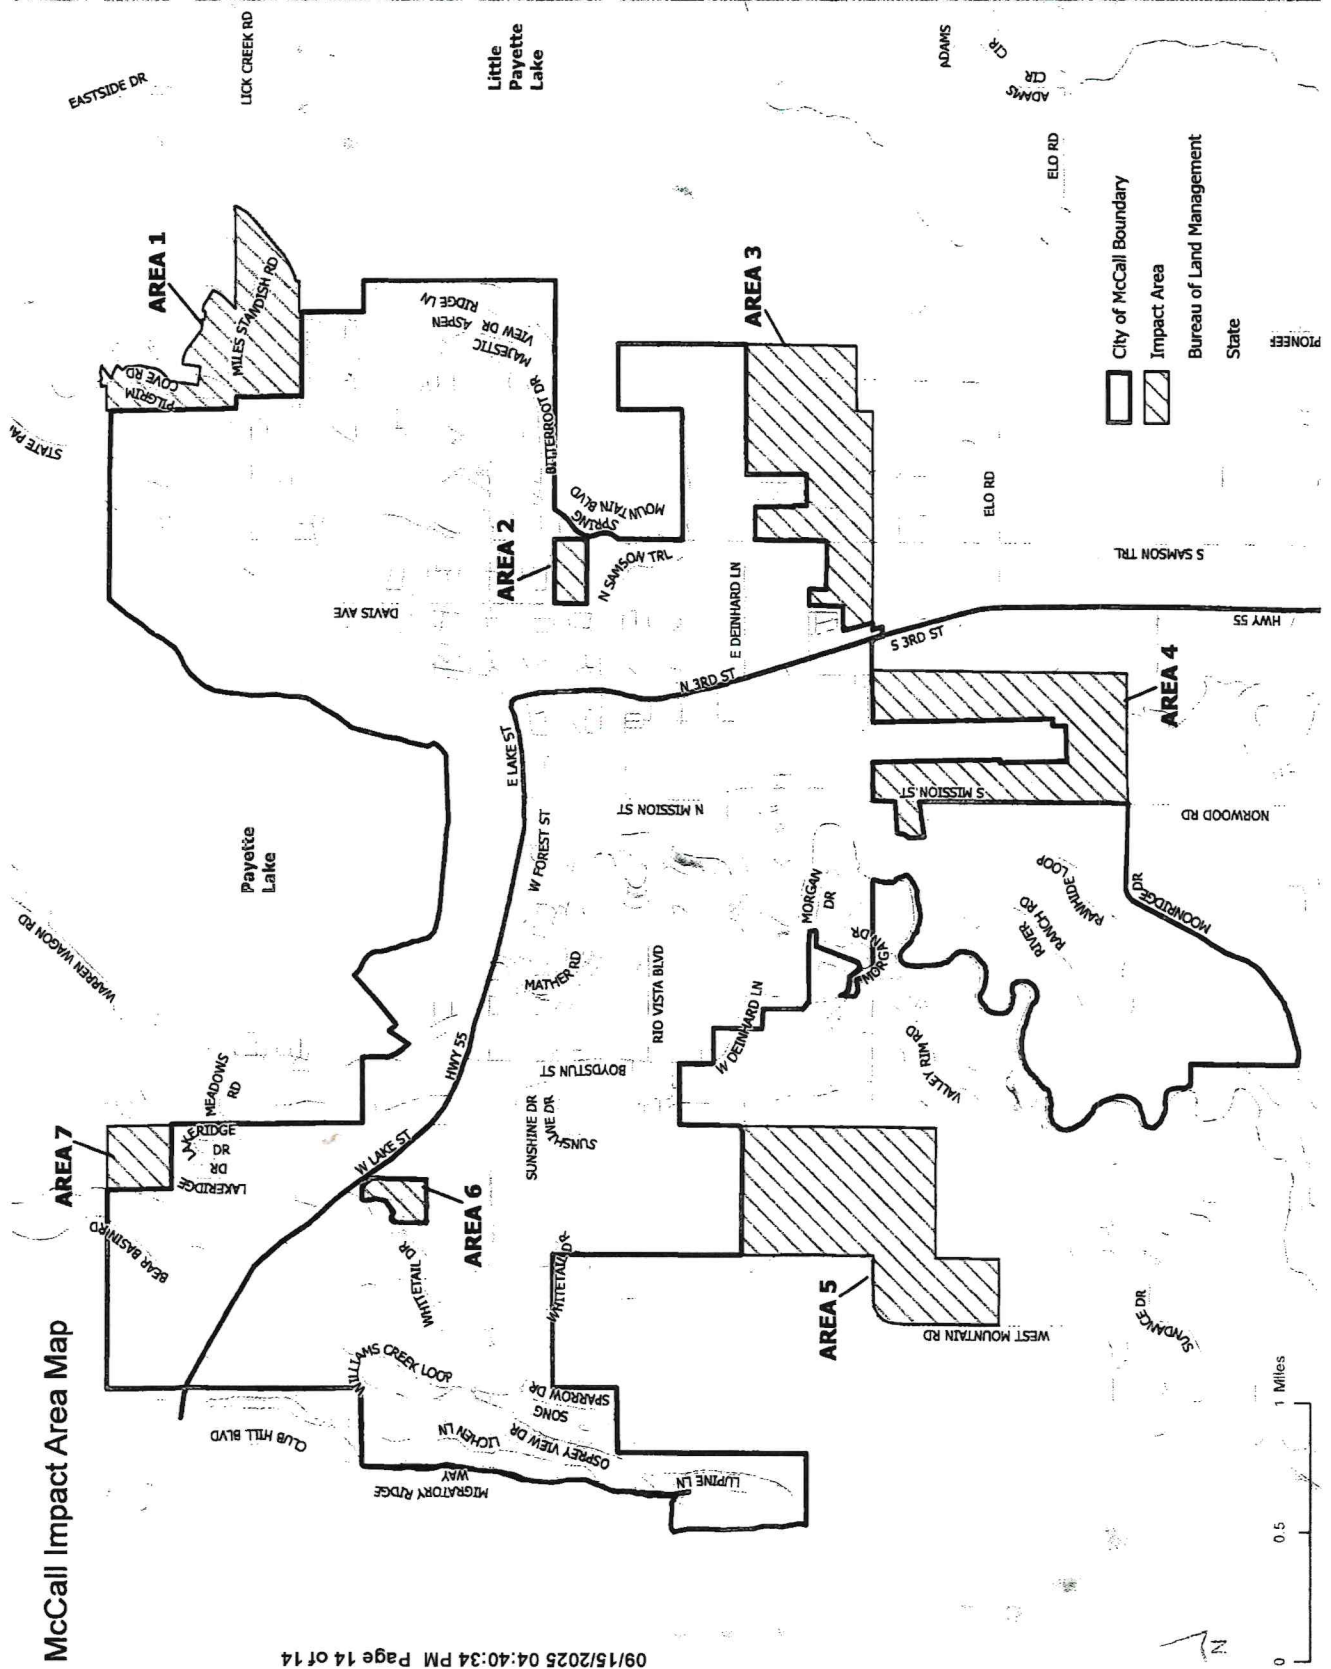 McCall Impact Area Map
WARREN WAGON RD
Payette
Lake
EASTSIDE DR
LICK CREEK RD
Little
Payette
Lake
AREA 1
PILGRIM
COVE RD
MILES STANDISH RD
AREA 7
BEAR BASIN RD
LAKERIDGE
DR
MEADOWS
RD
LAKERIDGE
DR
CLUB HILL BLVD
W LAKE ST
HWY 55
E LAKE ST
AREA 6
WHITETAIL DR
WILLIAMS CREEK LOOP
MIGRATORY RIDGE
WAY
LICHEN LN
OSPREY VIEW DR
SONG
SPARROW DR
LUPINE LN
WHITETAIL DR
SUNSHINE DR
SUNSHINE DR
BOYDSTUN ST
MATHER RD
W FOREST ST
RIO VISTA BLVD
N MISSION ST
DAVIS AVE
AREA 2
BITTERROOT DR
MAJESTIC
VIEW DR
ASPEN
RIDGE LN
SPRING
MOUNTAIN BLVD
N SAMSON TRL
E DEINHARD LN
N 3RD ST
S 3RD ST
AREA 3
W DEINHARD LN
MORGAN
DR
MORGAN DR
VALLEY RIM RD
RIVER
RANCH RD
RAWHIDE LOOP
S MISSION ST
AREA 4
NORWOOD RD
MOONRIDGE
DR
HWY 55
S SAMSON TRL
ELO RD
ELO RD
ADAMS
CIR
ADAMS
CIR
AREA 5
WEST MOUNTAIN RD
SUNDANCE DR
City of McCall Boundary
Impact Area
Bureau of Land Management
State
0
0.5
1 Miles
N
09/15/2025 04:40:34 PM Page 14 of 14